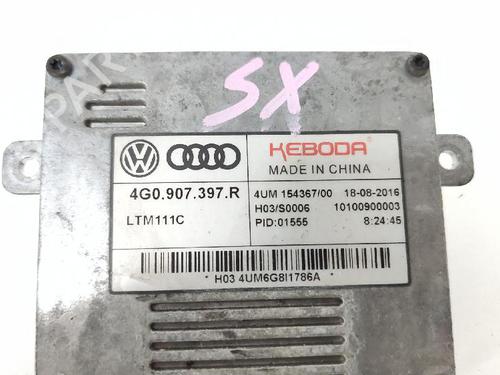 SX
KEBODA
MADE IN CHINA
4G0.907.397.R
4UM 154367/00 18-08-2016
LTM111C
H03/S0006 10100900003
PID:01555 8:24:45
H03 4UM6G8I1786A